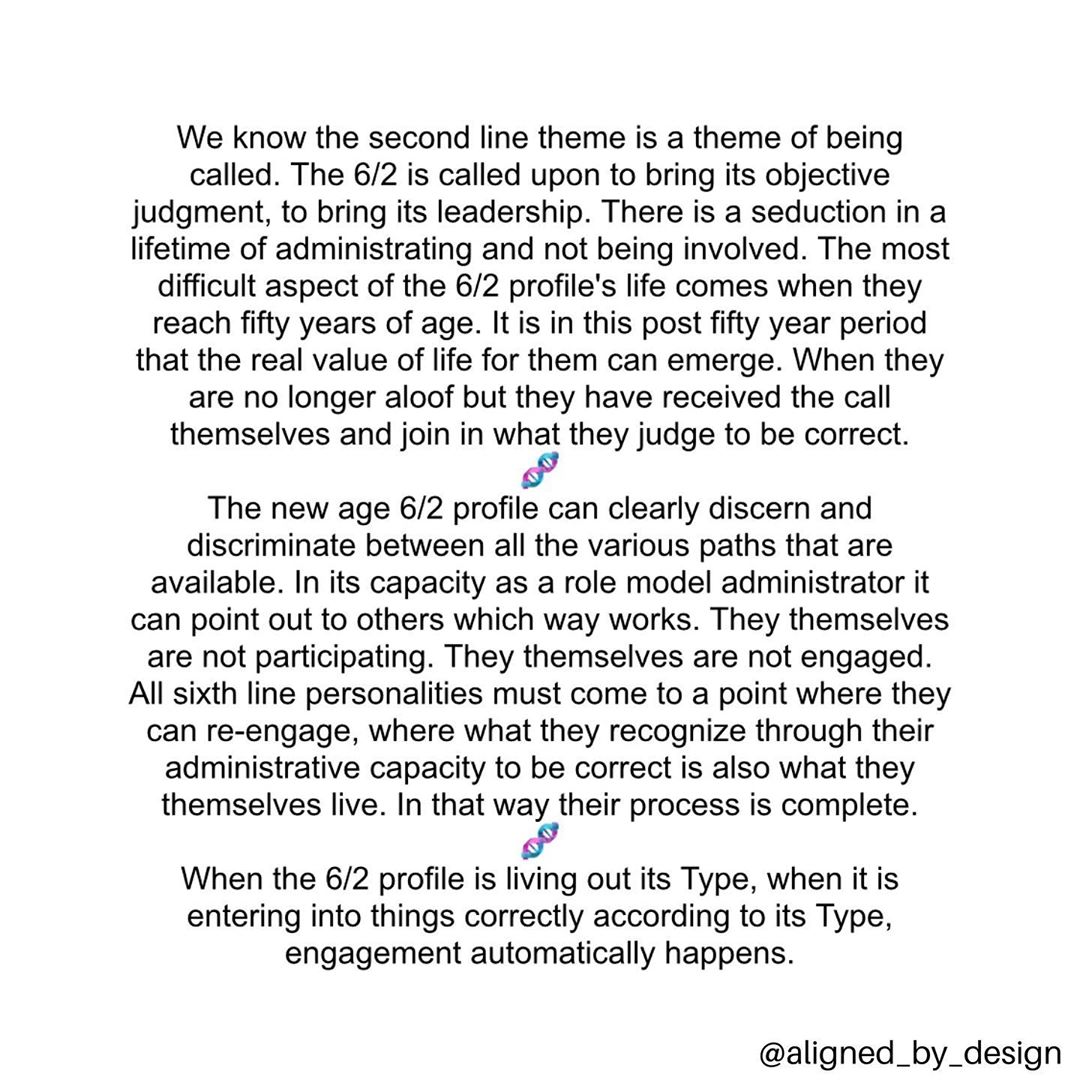 We know the second line theme is a theme of being
called. The 6/2 is called upon to bring its objective
judgment, to bring its leadership. There is a seduction in a
lifetime of administrating and not being involved. The most
difficult aspect of the 6/2 profile's life comes when they
reach fifty years of age. It is in this post fifty year period
that the real value of life for them can emerge. When they
are no longer aloof but they have received the call
themselves and join in what they judge to be correct.
🧬
The new age 6/2 profile can clearly discern and
discriminate between all the various paths that are
available. In its capacity as a role model administrator it
can point out to others which way works. They themselves
are not participating. They themselves are not engaged.
All sixth line personalities must come to a point where they
can re-engage, where what they recognize through their
administrative capacity to be correct is also what they
themselves live. In that way their process is complete.
🧬
When the 6/2 profile is living out its Type, when it is
entering into things correctly according to its Type,
engagement automatically happens.
@aligned_by_design